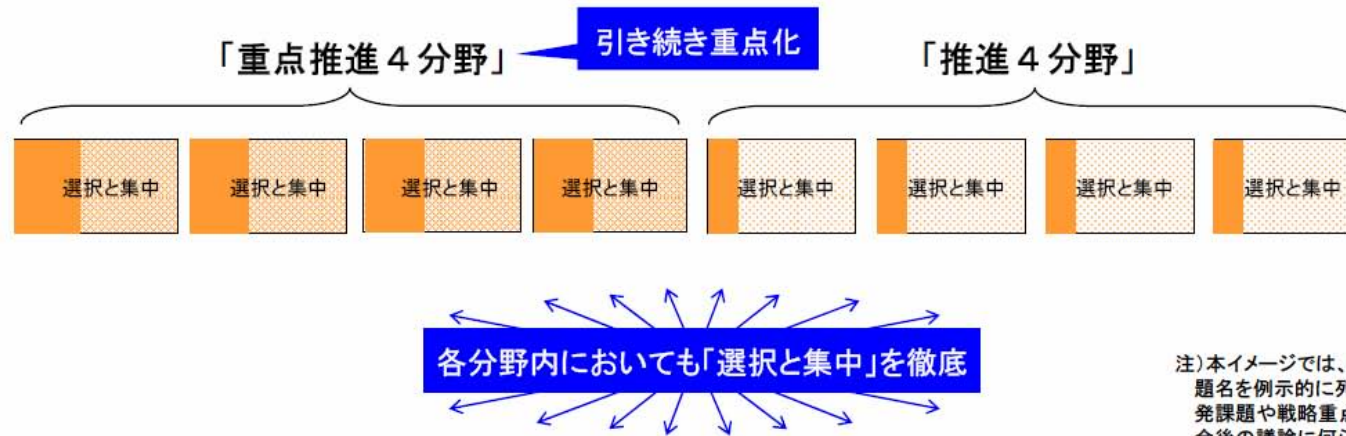 引き続き重点化
「重点推進４分野」
「推進４分野」
選択と集中
選択と集中
選択と集中
選択と集中
選択と集中
選択と集中
選択と集中
選択と集中
各分野内においても「選択と集中」を徹底
注)本イメージでは、
題名を例示的に列
発課題や戦略重点